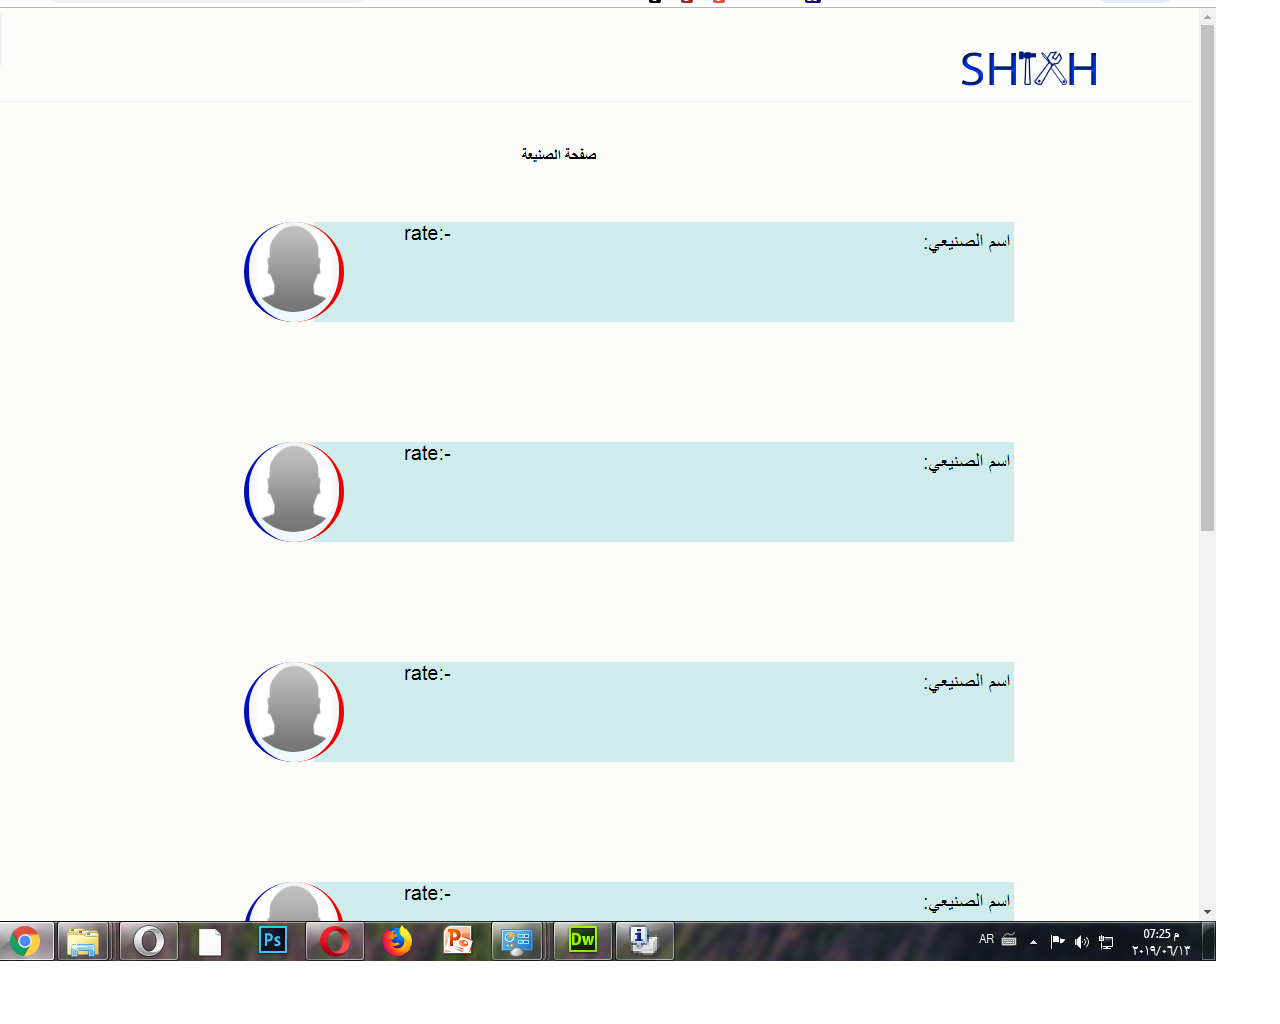 SHTXH
صفحة الصنيعة
اسم الصنيعي:
rate:-
اسم الصنيعي:
rate:-
اسم الصنيعي:
rate:-
اسم الصنيعي:
rate:-
Ps
Dw
AR
07:25 م
٢٠١٩/٠٦/١٣